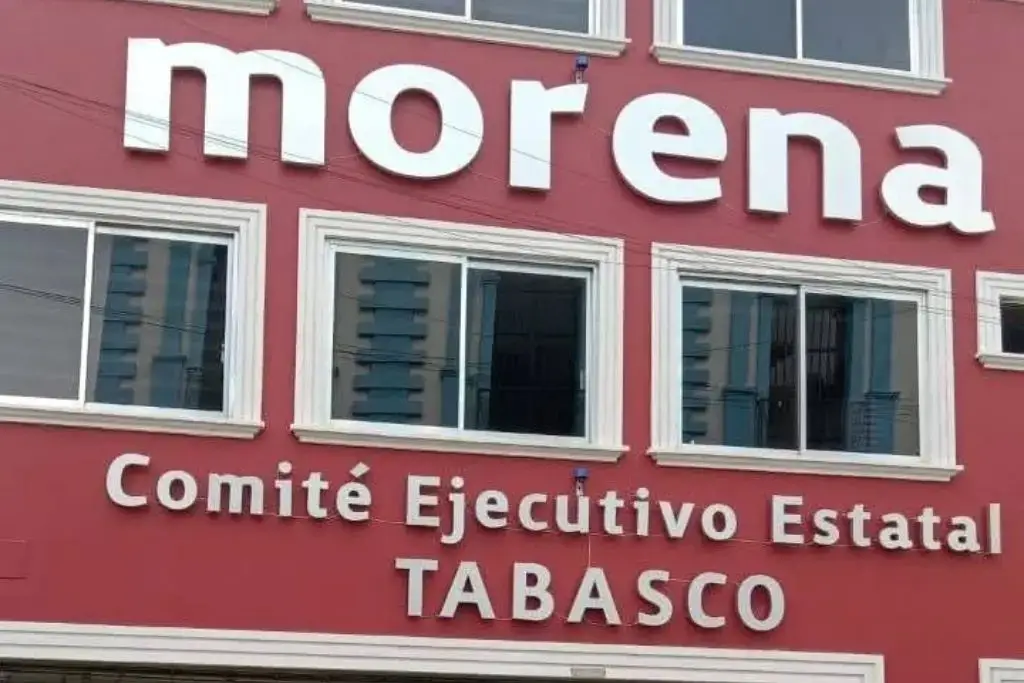 morena
Comité Ejecutivo Estatal
TABASCO